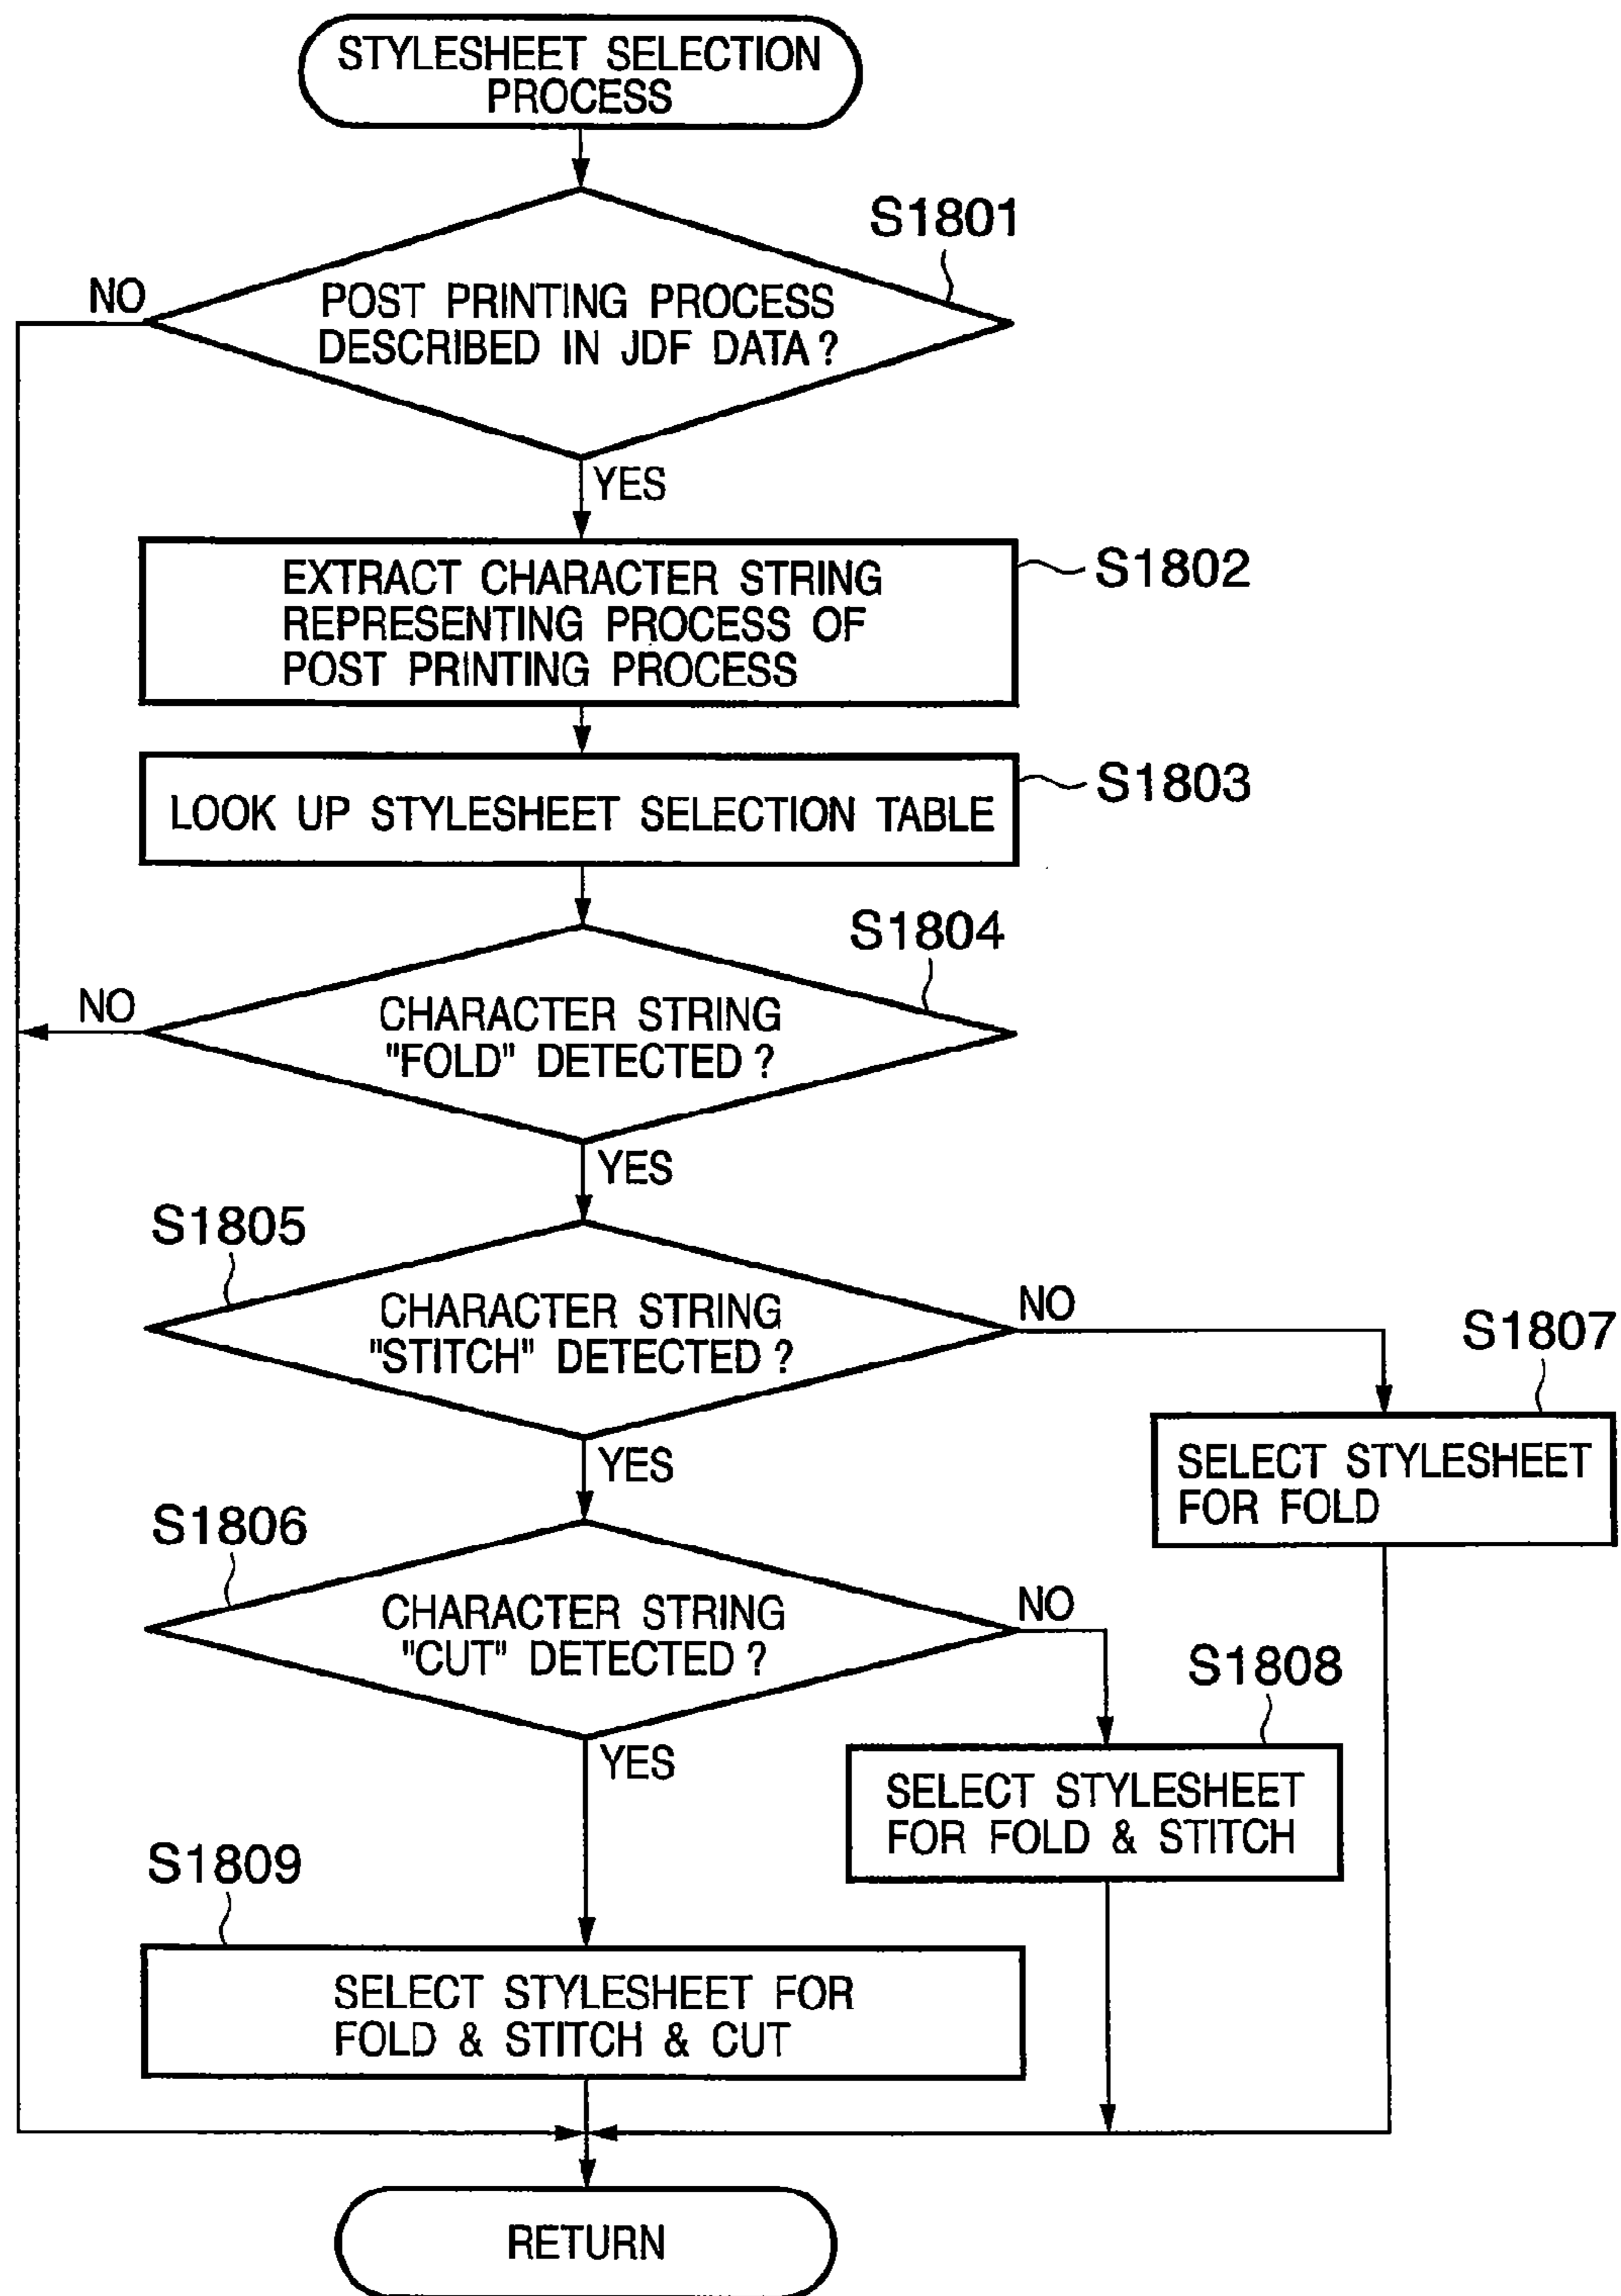 STYLESHEET SELECTION
PROCESS
S1801
NO
POST PRINTING PROCESS
DESCRIBED IN JDF DATA ?
YES
EXTRACT CHARACTER STRING
REPRESENTING PROCESS OF
POST PRINTING PROCESS
S1802
LOOK UP STYLESHEET SELECTION TABLE
S1803
S1804
NO
CHARACTER STRING
"FOLD" DETECTED ?
YES
S1805
CHARACTER STRING
"STITCH" DETECTED ?
NO
S1807
YES
SELECT STYLESHEET
FOR FOLD
S1806
CHARACTER STRING
"CUT" DETECTED ?
NO
S1808
YES
SELECT STYLESHEET
FOR FOLD & STITCH
S1809
SELECT STYLESHEET FOR
FOLD & STITCH & CUT
RETURN